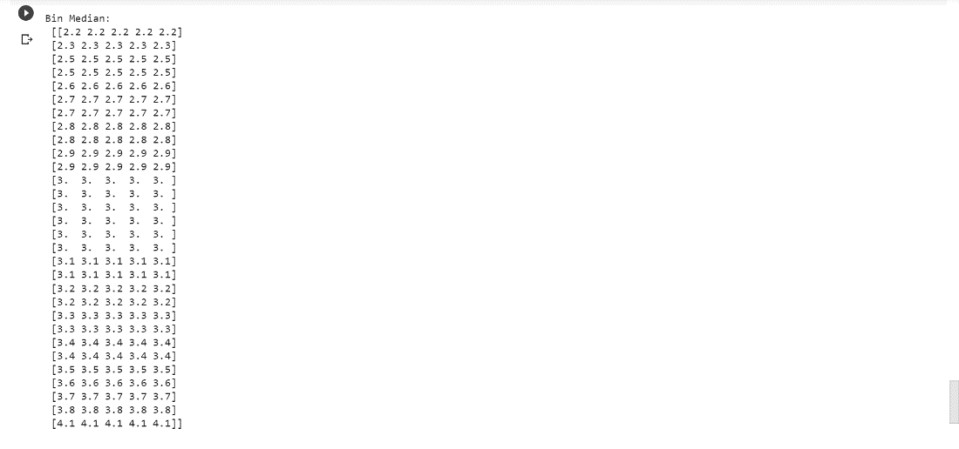 Bin Median:
[[2.2 2.2 2.2 2.2 2.2]
[2.3 2.3 2.3 2.3 2.3]
[2.5 2.5 2.5 2.5 2.5]
[2.5 2.5 2.5 2.5 2.5]
[2.6 2.6 2.6 2.6 2.6]
[2.7 2.7 2.7 2.7 2.7]
[2.7 2.7 2.7 2.7 2.7]
[2.8 2.8 2.8 2.8 2.8]
[2.8 2.8 2.8 2.8 2.8]
[2.9 2.9 2.9 2.9 2.9]
[2.9 2.9 2.9 2.9 2.9]
[3.  3.  3.  3.  3. ]
[3.  3.  3.  3.  3. ]
[3.  3.  3.  3.  3. ]
[3.  3.  3.  3.  3. ]
[3.  3.  3.  3.  3. ]
[3.  3.  3.  3.  3. ]
[3.1 3.1 3.1 3.1 3.1]
[3.1 3.1 3.1 3.1 3.1]
[3.2 3.2 3.2 3.2 3.2]
[3.2 3.2 3.2 3.2 3.2]
[3.3 3.3 3.3 3.3 3.3]
[3.3 3.3 3.3 3.3 3.3]
[3.4 3.4 3.4 3.4 3.4]
[3.4 3.4 3.4 3.4 3.4]
[3.5 3.5 3.5 3.5 3.5]
[3.6 3.6 3.6 3.6 3.6]
[3.7 3.7 3.7 3.7 3.7]
[3.8 3.8 3.8 3.8 3.8]
[4.1 4.1 4.1 4.1 4.1]]